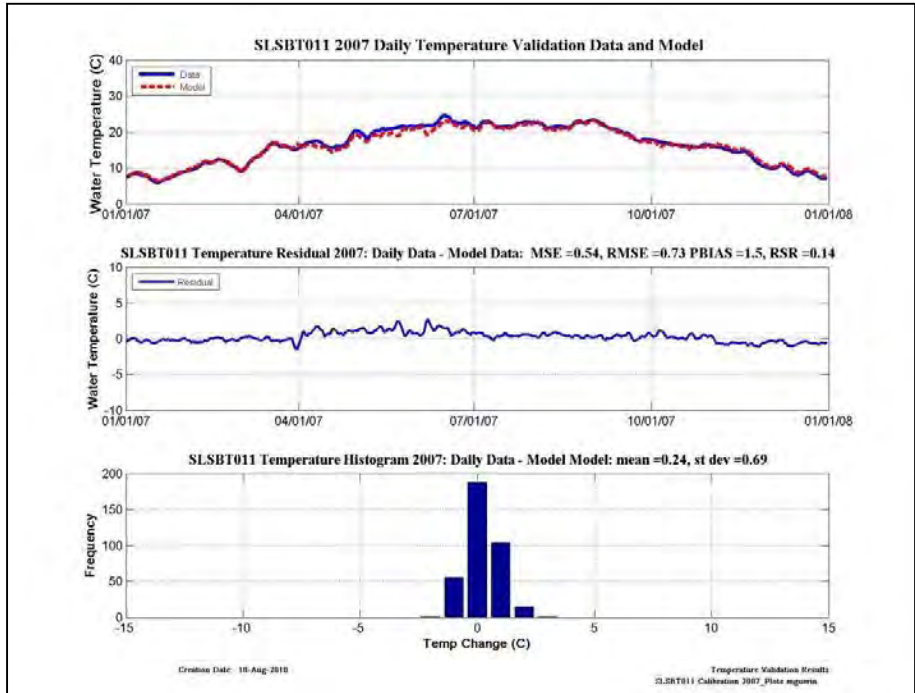 SLSBT011 2007 Daily Temperature Validation Data and Model
Water Temperature (C)
40
30
20
10
0
Data
Model
01/01/07
04/01/07
07/01/07
10/01/07
01/01/08
SLSBT011 Temperature Residual 2007: Daily Data - Model Data: MSE =0.54, RMSE =0.73 PBIAS =1.5, RSR =0.14
Water Temperature (C)
10
5
0
-5
-10
Residual
01/01/07
04/01/07
07/01/07
10/01/07
01/01/08
SLSBT011 Temperature Histogram 2007: Daily Data - Model Model: mean =0.24, st dev =0.69
Frequency
200
150
100
50
0
-15
-10
-5
0
5
10
15
Temp Change (C)
Creation Date: 10-Aug-2010
Temperature Validation Results
SLSBT011 Calibration 2007_Plots